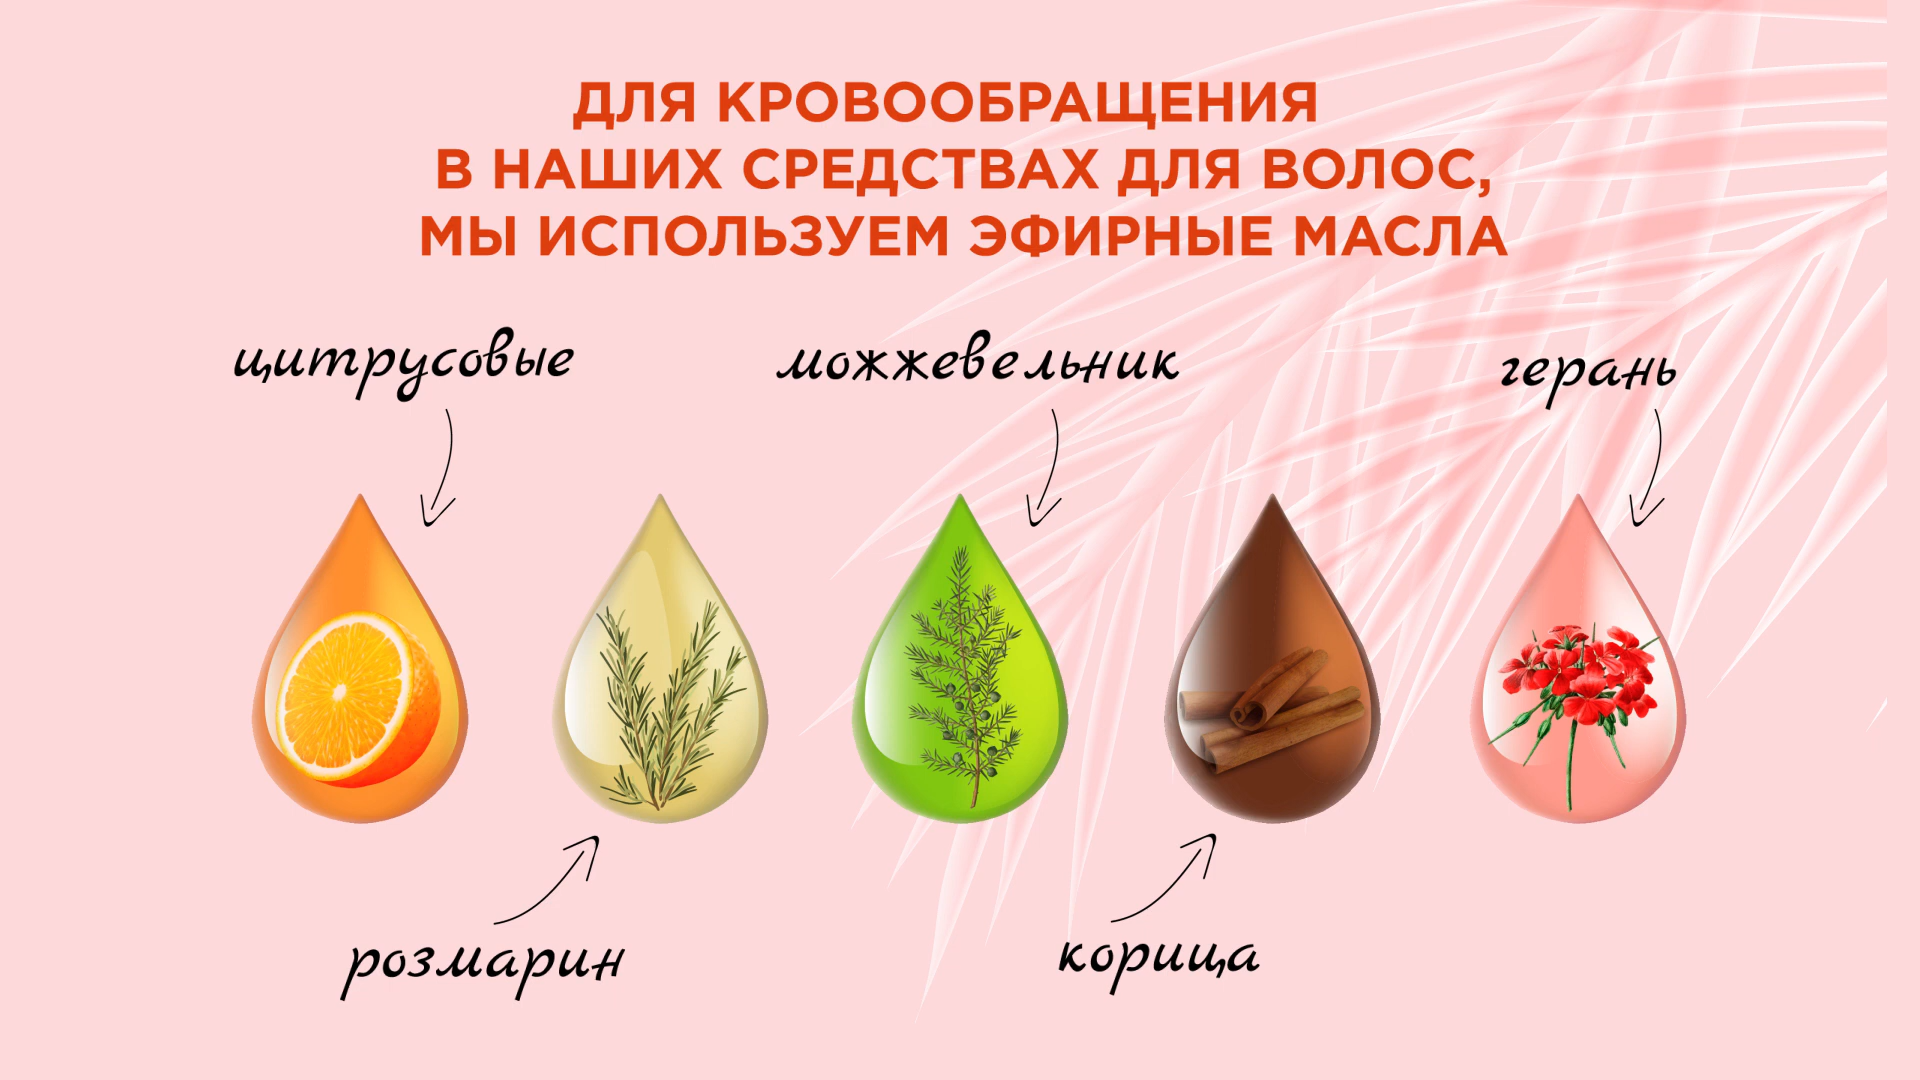 ДЛЯ КРОВООБРАЩЕНИЯ
В НАШИХ СРЕДСТВАХ ДЛЯ ВОЛОС,
МЫ ИСПОЛЬЗУЕМ ЭФИРНЫЕ МАСЛА
цитрусовые
можжевельник
герань
розмарин
корица